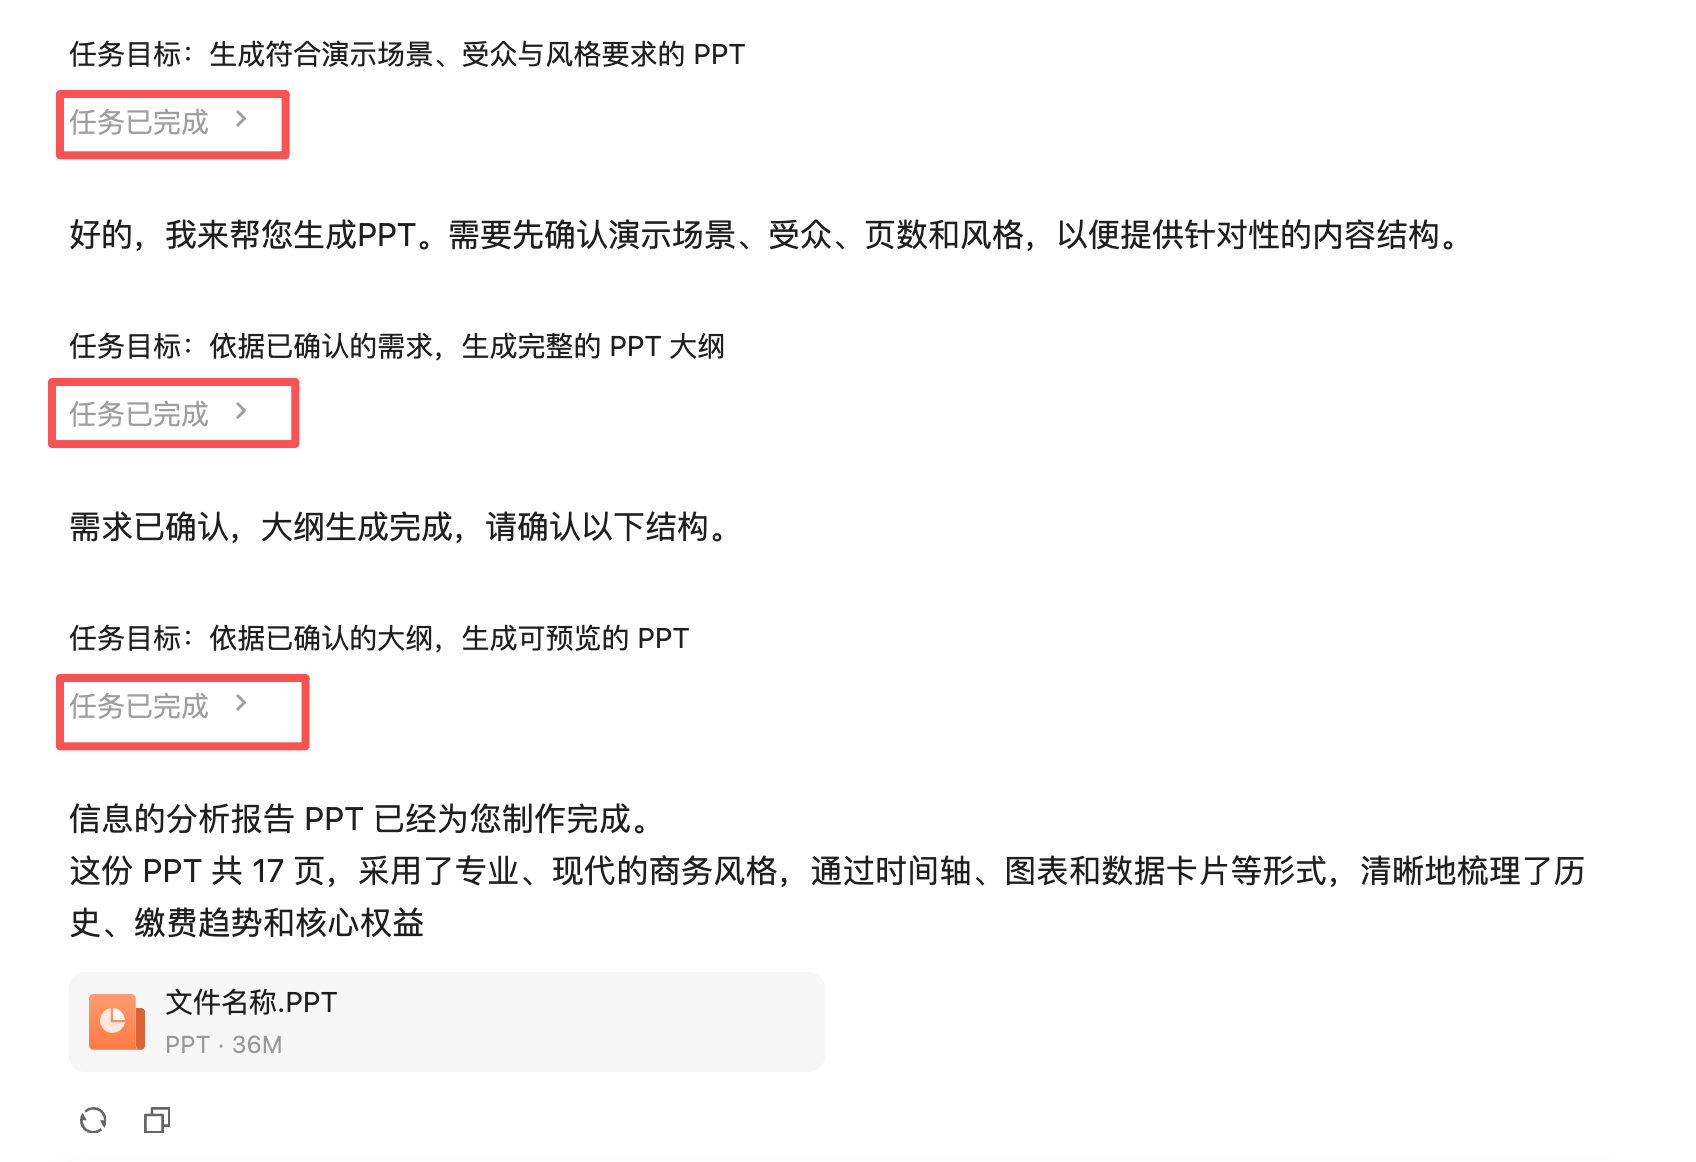 任务目标：生成符合演示场景、受众与风格要求的 PPT
任务已完成 >
好的，我来帮您生成PPT。需要先确认演示场景、受众、页数和风格，以便提供针对性的内容结构。
任务目标：依据已确认的需求，生成完整的 PPT 大纲
任务已完成 >
需求已确认，大纲生成完成，请确认以下结构。
任务目标：依据已确认的大纲，生成可预览的 PPT
任务已完成 >
信息的分析报告 PPT 已经为您制作完成。
这份 PPT 共 17 页，采用了专业、现代的商务风格，通过时间轴、图表和数据卡片等形式，清晰地梳理了历
史、缴费趋势和核心权益
文件名称.PPT
PPT · 36M